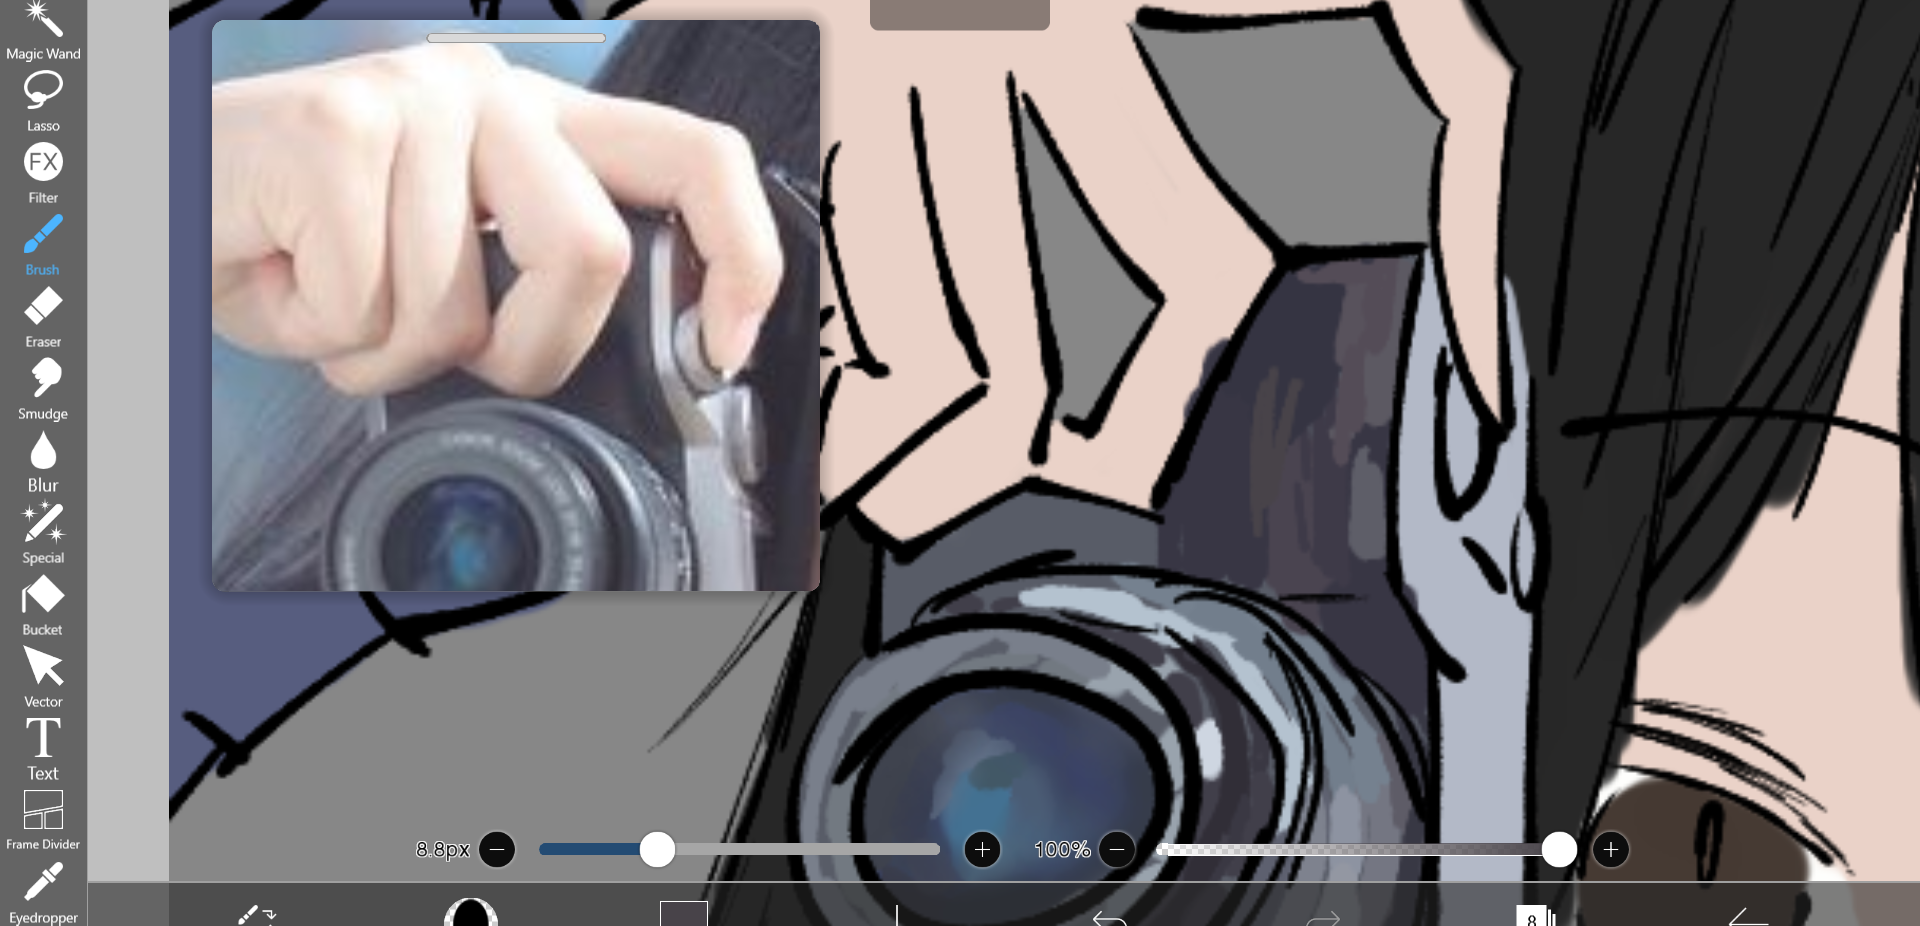 Magic Wand
Lasso
FX
Filter
Brush
Eraser
Smudge
Blur
Special
Bucket
Vector
T
Text
Frame Divider
Eyedropper
8.8px
100%
8